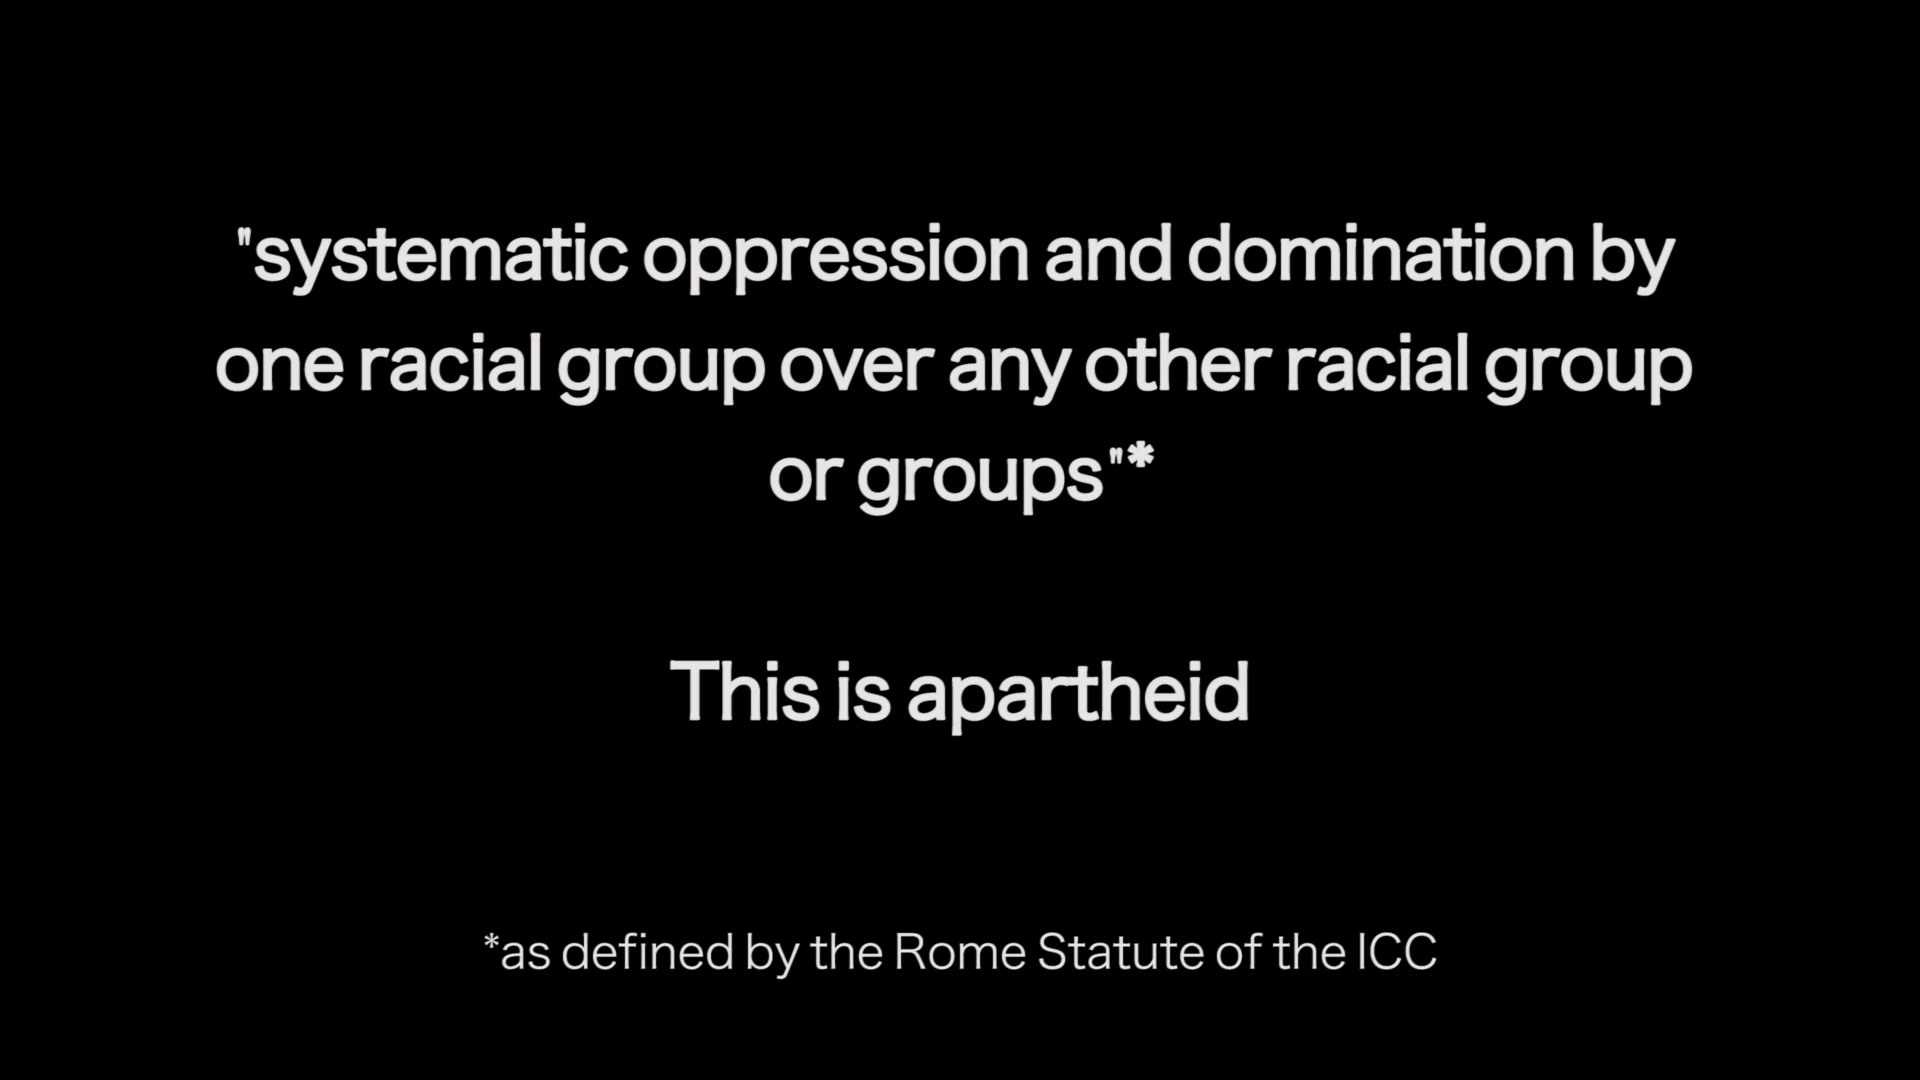 "systematic oppression and domination by
one racial group over any other racial group
or groups"*
This is apartheid
*as defined by the Rome Statute of the ICC